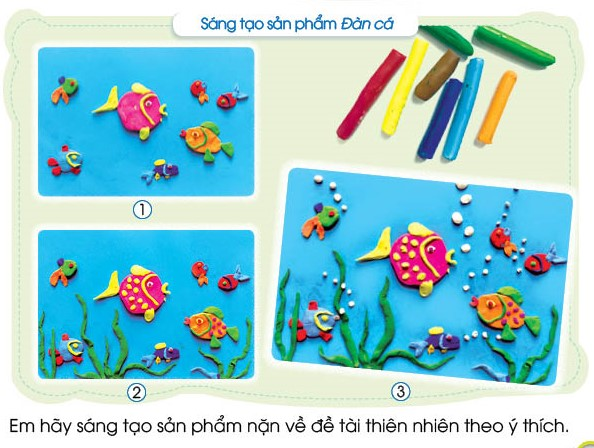 Sáng tạo sản phẩm Đàn cá
1
2
3
Em hãy sáng tạo sản phẩm nặn về đề tài thiên nhiên theo ý thích.